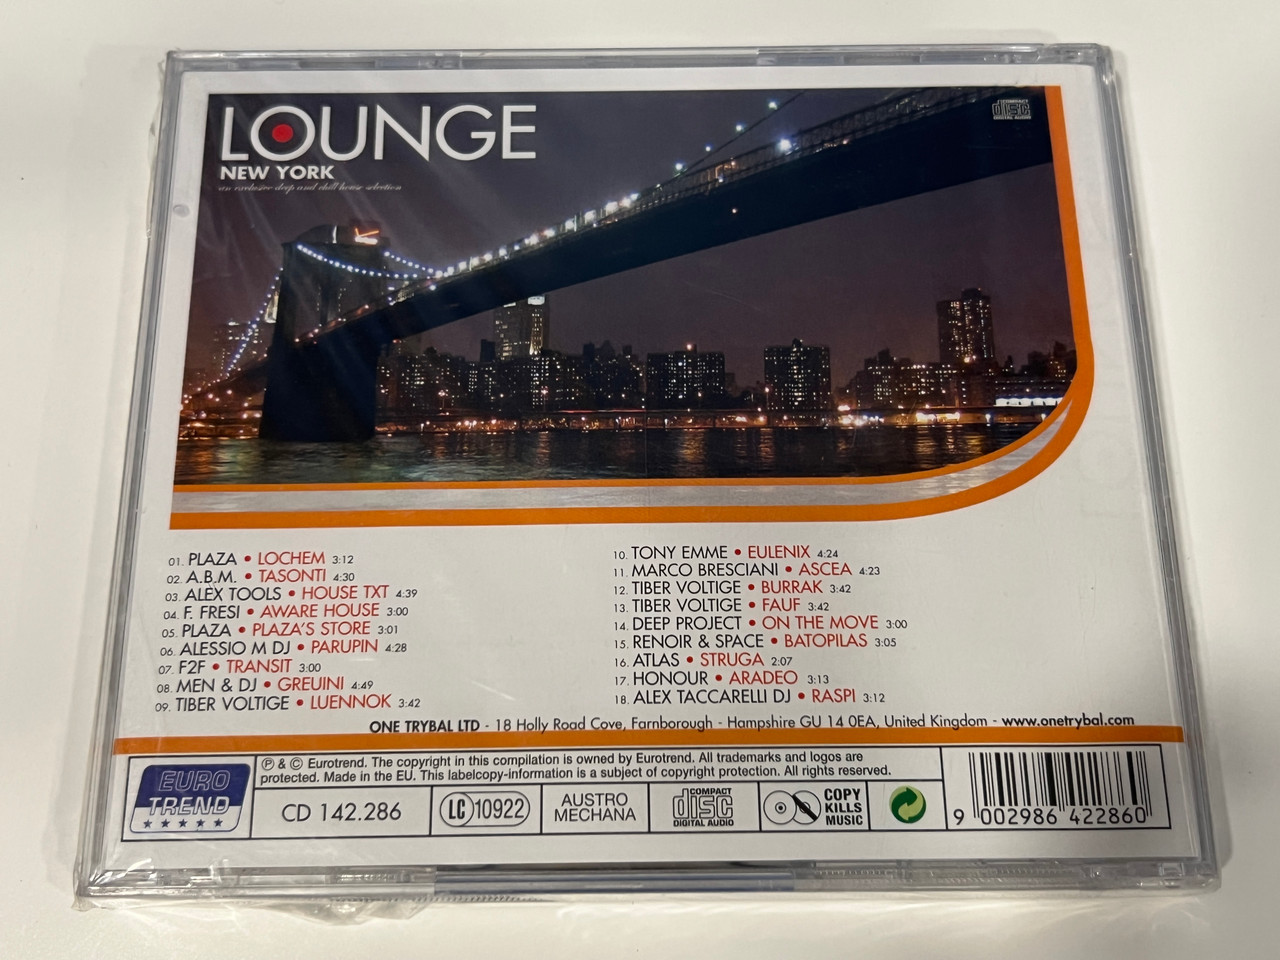 LOUNGE
NEW YORK
an exclusive deep and chill house selection
COMPACT
disc
DIGITAL AUDIO
01. PLAZA • LOCHEM 3:12
02. A.B.M. • TASONTI 4:30
03. ALEX TOOLS • HOUSE TXT 4:39
04. F. FRESI • AWARE HOUSE 3:00
05. PLAZA • PLAZA'S STORE 3:01
06. ALESSIO M DJ • PARUPIN 4:28
07. F2F • TRANSIT 3:00
08. MEN & DJ • GREUINI 4:49
09. TIBER VOLTIGE • LUENNOK 3:42
10. TONY EMME • EULENIX 4:24
11. MARCO BRESCIANI • ASCEA 4:23
12. TIBER VOLTIGE • BURRAK 3:42
13. TIBER VOLTIGE • FAUF 3:42
14. DEEP PROJECT • ON THE MOVE 3:00
15. RENOIR & SPACE • BATOPILAS 3:05
16. ATLAS • STRUGA 2:07
17. HONOUR • ARADEO 3:13
18. ALEX TACCARELLI DJ • RASPI 3:12
ONE TRYBAL LTD - 18 Holly Road Cove, Farnborough - Hampshire GU 14 0EA, United Kingdom - www.onetrybal.com
EURO
TREND
℗ & © Eurotrend. The copyright in this compilation is owned by Eurotrend. All trademarks and logos are
protected. Made in the EU. This labelcopy-information is a subject of copyright protection. All rights reserved.
CD 142.286
LC 10922
AUSTRO
MECHANA
COMPACT
disc
DIGITAL AUDIO
COPY
KILLS
MUSIC
9 002986 422860